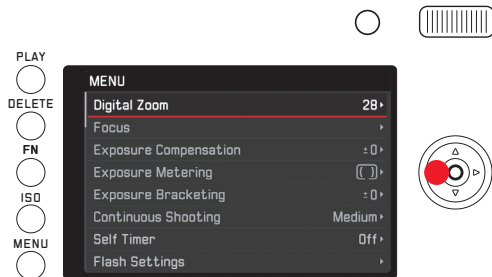 PLAY
DELETE
FN
ISO
MENU
MENU
Digital Zoom 28
Focus
Exposure Compensation ±0
Exposure Metering
Exposure Bracketing ±0
Continuous Shooting Medium
Self Timer Off
Flash Settings